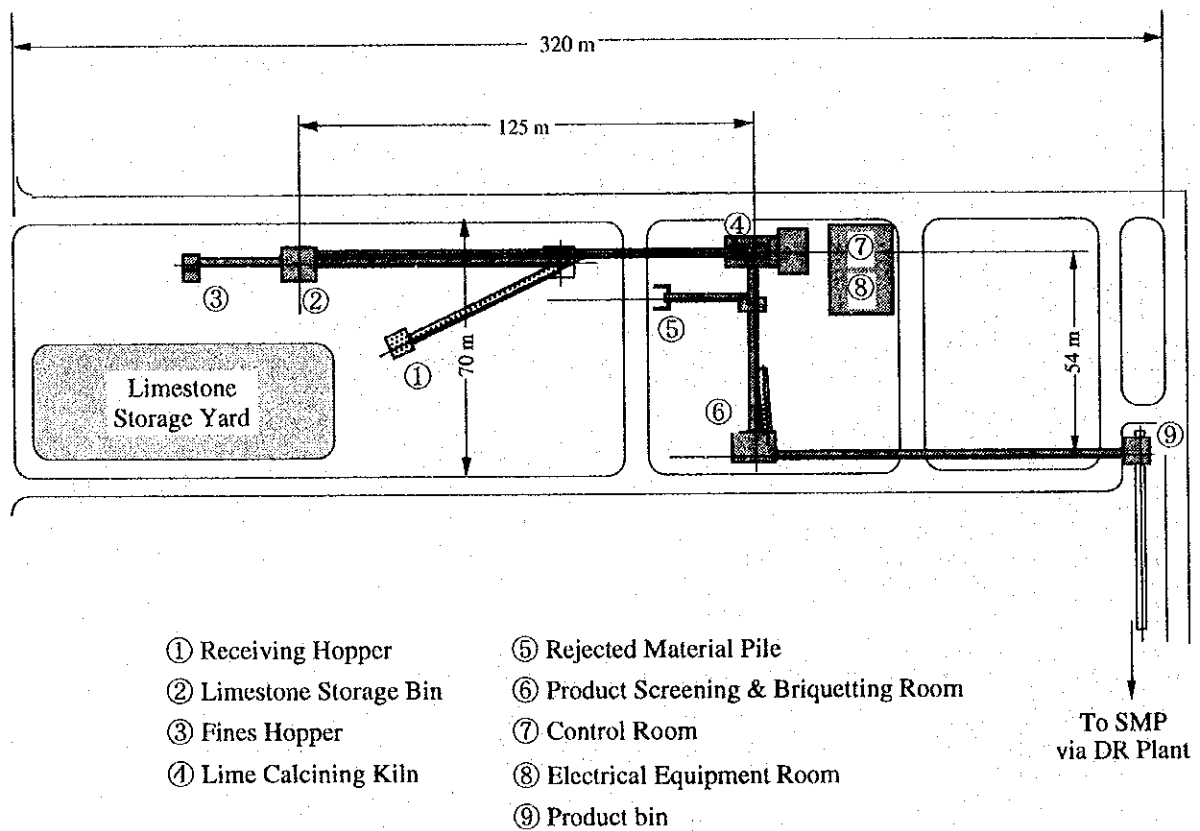 320 m
125 m
④
⑦
③
②
⑧
⑤
①
70 m
54 m
Limestone
Storage Yard
⑥
⑨
① Receiving Hopper
② Limestone Storage Bin
③ Fines Hopper
④ Lime Calcining Kiln
⑤ Rejected Material Pile
⑥ Product Screening & Briquetting Room
⑦ Control Room
⑧ Electrical Equipment Room
⑨ Product bin
To SMP
via DR Plant